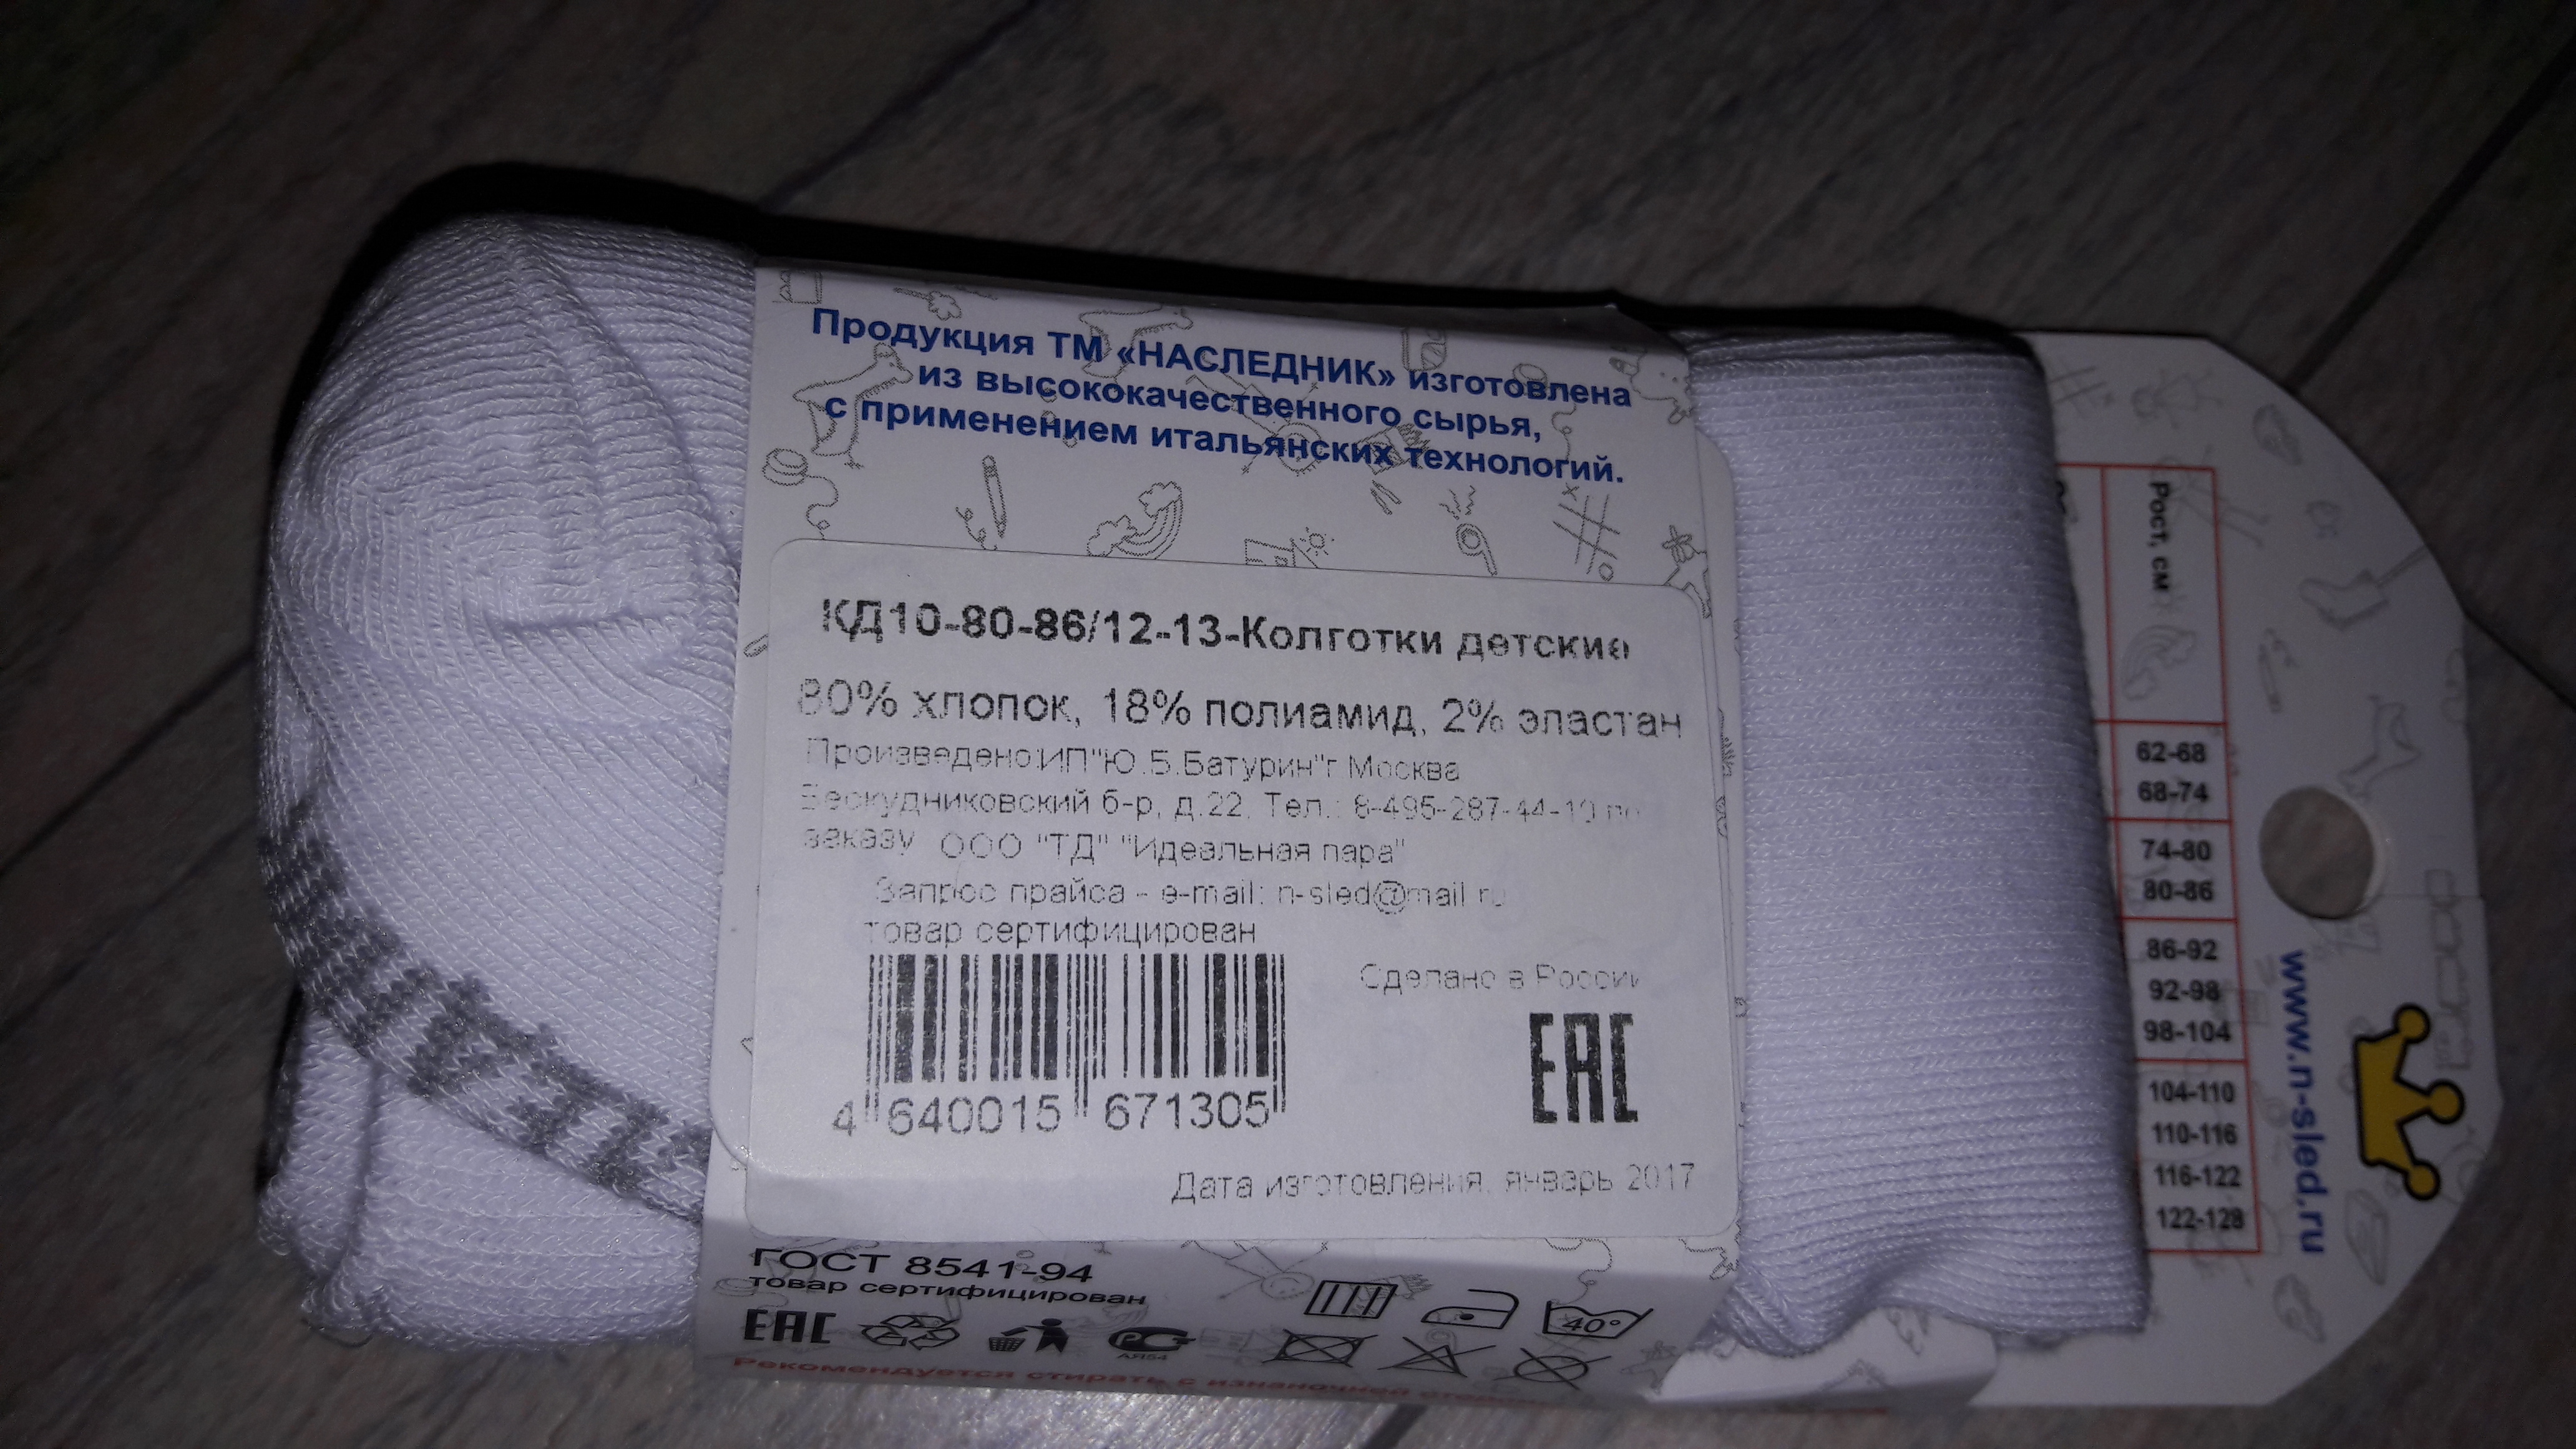 Продукция ТМ «НАСЛЕДНИК» изготовлена
из высококачественного сырья,
с применением итальянских технологий.
КД10-80-86/12-13-Колготки детские
80% хлопок, 18% полиамид, 2% эластан
Произведено:ИП"Ю.Б.Батурин"г.Москва
Бескудниковский б-р, д.22. Тел.: 8-495-287-44-10 по
заказу ООО "ТД" "Идеальная пара"
Запрос прайса - e-mail: n-sled@mail.ru
товар сертифицирован
Сделано в России
EAC
4 640015 671305
Дата изготовления: январь 2017
ГОСТ 8541-94
товар сертифицирован
EAC
РСТ
40°
Рекомендуется стирать с изнаночной
Рост, см
62-68
68-74
74-80
80-86
86-92
92-98
98-104
104-110
110-116
116-122
122-128
www.n-sled.ru